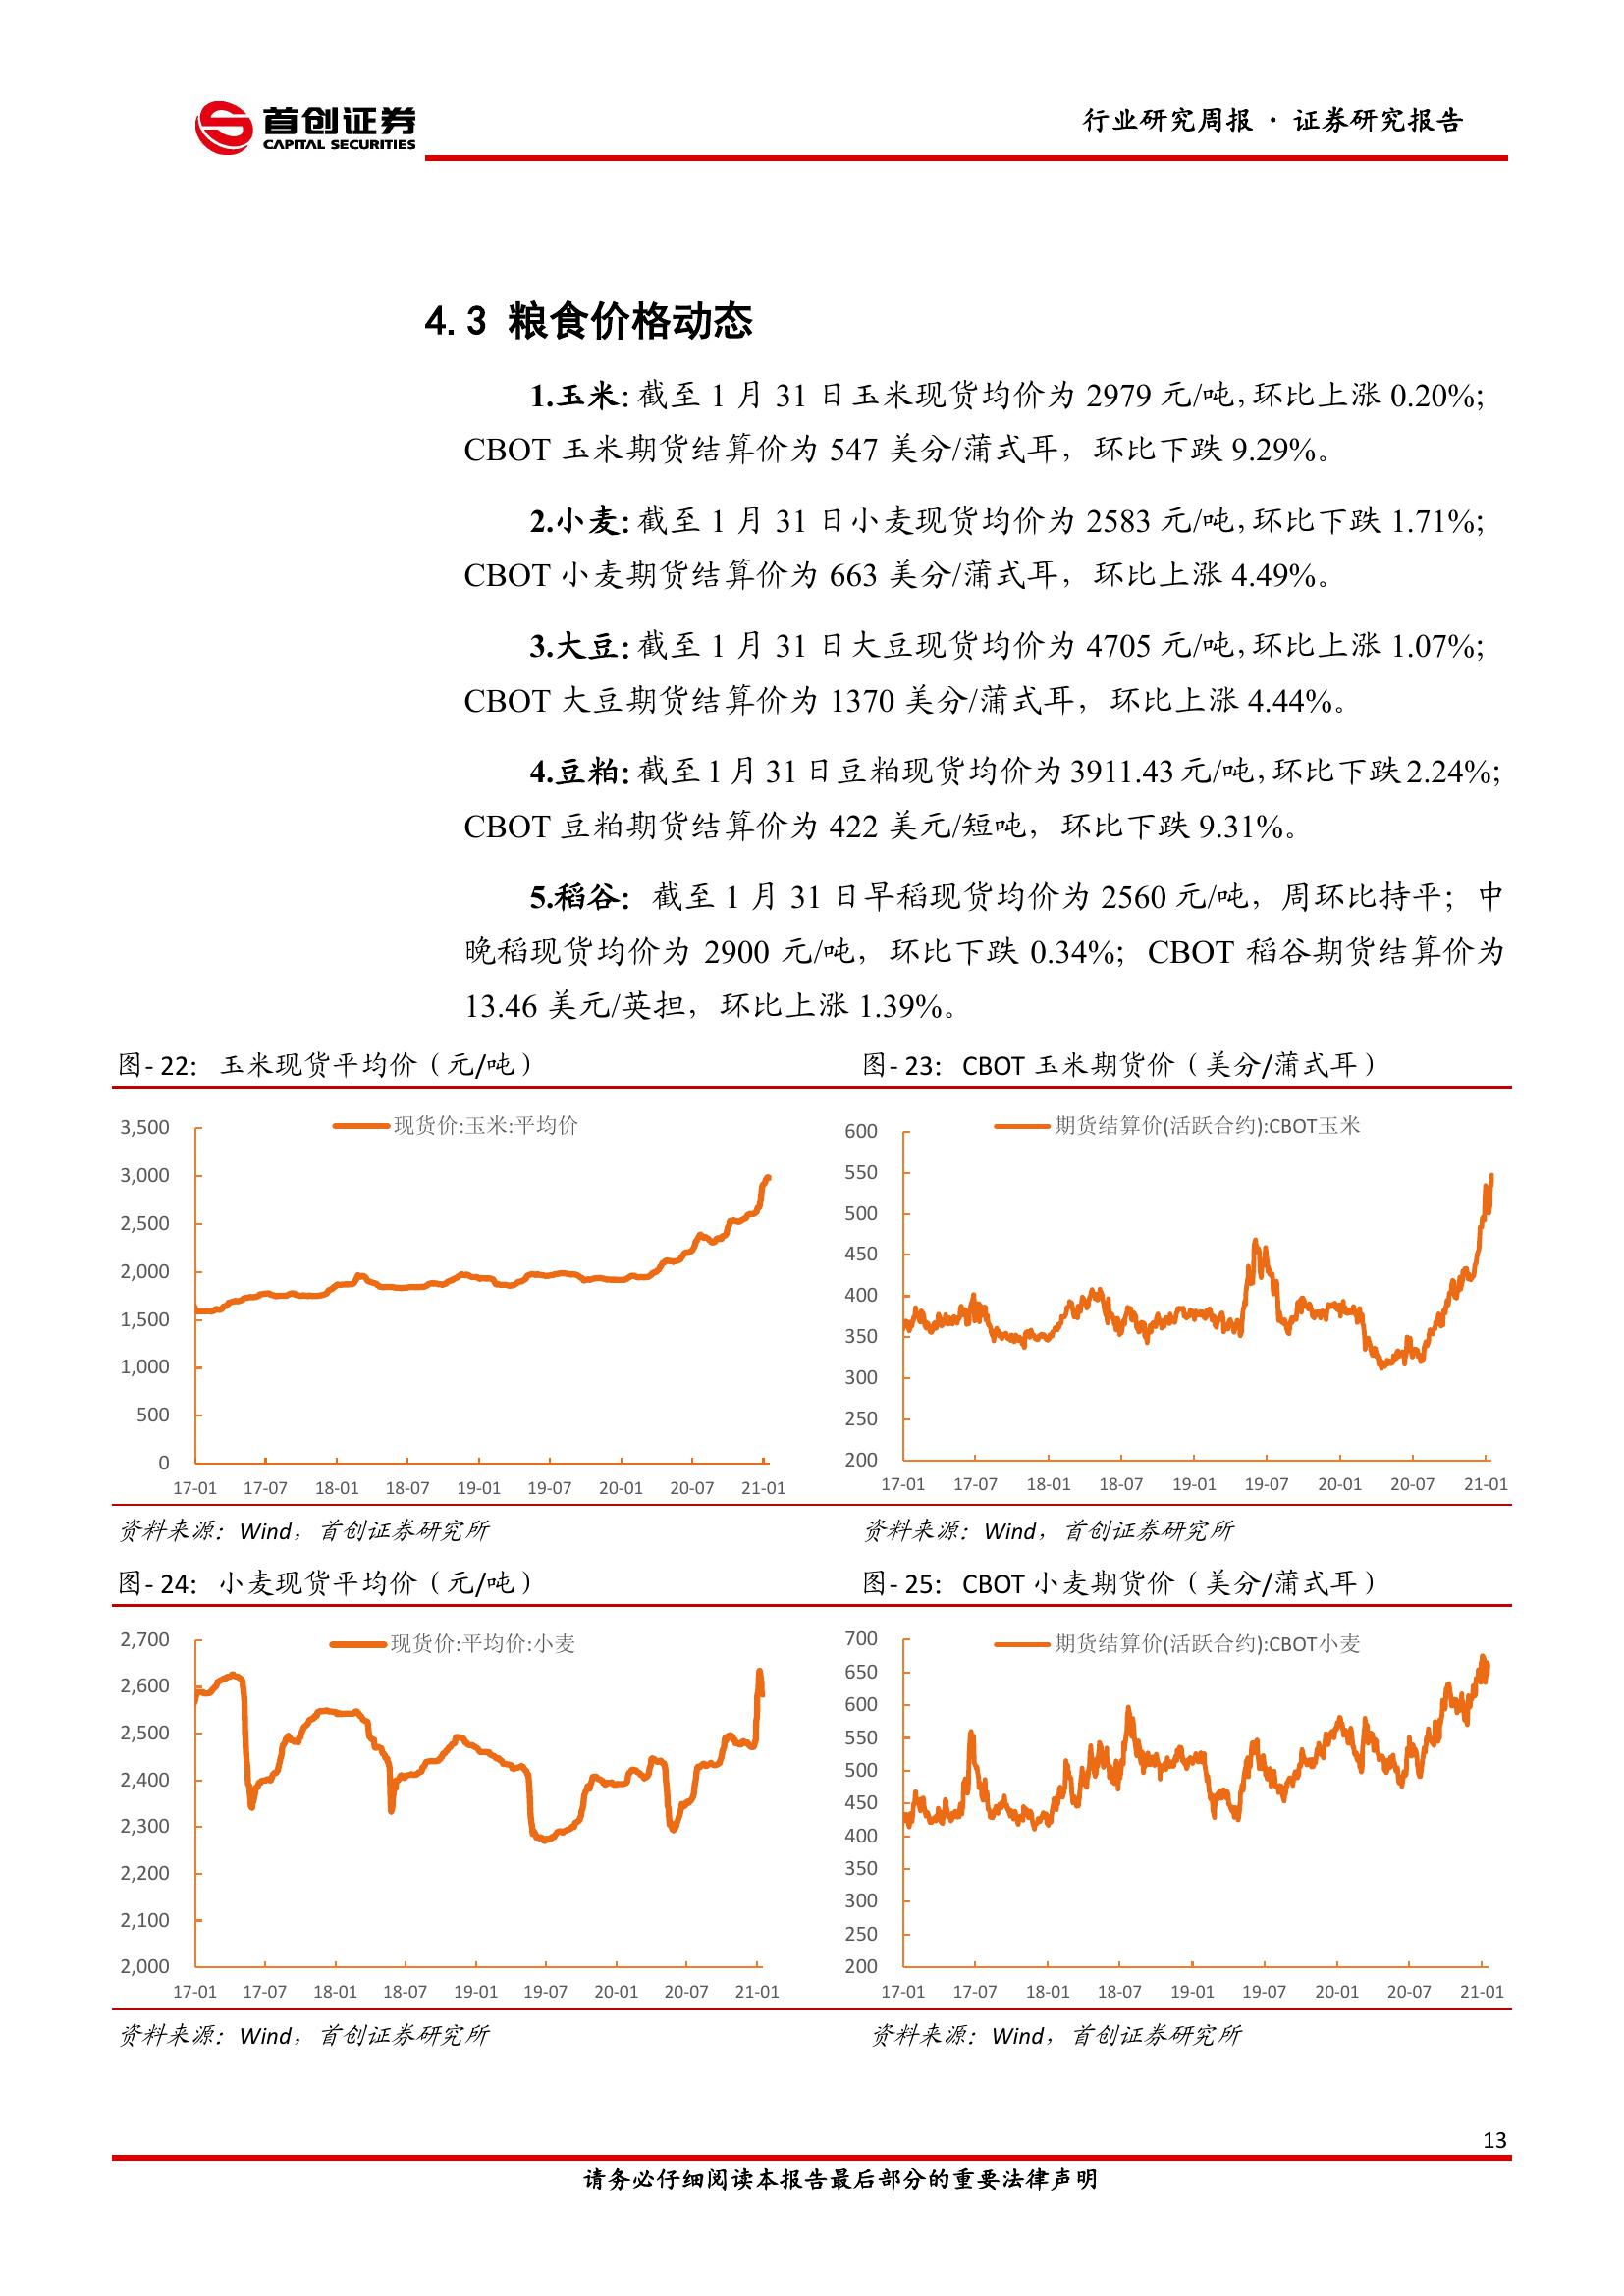 首创证券
CAPITAL SECURITIES
行业研究周报 · 证券研究报告
4.3 粮食价格动态
1.玉米：截至 1 月 31 日玉米现货均价为 2979 元/吨，环比上涨 0.20%；
CBOT 玉米期货结算价为 547 美分/蒲式耳，环比下跌 9.29%。
2.小麦：截至 1 月 31 日小麦现货均价为 2583 元/吨，环比下跌 1.71%；
CBOT 小麦期货结算价为 663 美分/蒲式耳，环比上涨 4.49%。
3.大豆：截至 1 月 31 日大豆现货均价为 4705 元/吨，环比上涨 1.07%；
CBOT 大豆期货结算价为 1370 美分/蒲式耳，环比上涨 4.44%。
4.豆粕：截至 1 月 31 日豆粕现货均价为 3911.43 元/吨，环比下跌 2.24%；
CBOT 豆粕期货结算价为 422 美元/短吨，环比下跌 9.31%。
5.稻谷：截至 1 月 31 日早稻现货均价为 2560 元/吨，周环比持平；中
晚稻现货均价为 2900 元/吨，环比下跌 0.34%；CBOT 稻谷期货结算价为
13.46 美元/英担，环比上涨 1.39%。
图- 22： 玉米现货平均价（元/吨）
现货价:玉米:平均价
3,500
3,000
2,500
2,000
1,500
1,000
500
0
17-01 17-07 18-01 18-07 19-01 19-07 20-01 20-07 21-01
资料来源：Wind，首创证券研究所
图- 23： CBOT 玉米期货价（美分/蒲式耳）
期货结算价(活跃合约):CBOT玉米
600
550
500
450
400
350
300
250
200
17-01 17-07 18-01 18-07 19-01 19-07 20-01 20-07 21-01
资料来源：Wind，首创证券研究所
图- 24： 小麦现货平均价（元/吨）
现货价:平均价:小麦
2,700
2,600
2,500
2,400
2,300
2,200
2,100
2,000
17-01 17-07 18-01 18-07 19-01 19-07 20-01 20-07 21-01
资料来源：Wind，首创证券研究所
图- 25： CBOT 小麦期货价（美分/蒲式耳）
期货结算价(活跃合约):CBOT小麦
700
650
600
550
500
450
400
350
300
250
200
17-01 17-07 18-01 18-07 19-01 19-07 20-01 20-07 21-01
资料来源：Wind，首创证券研究所
13
请务必仔细阅读本报告最后部分的重要法律声明